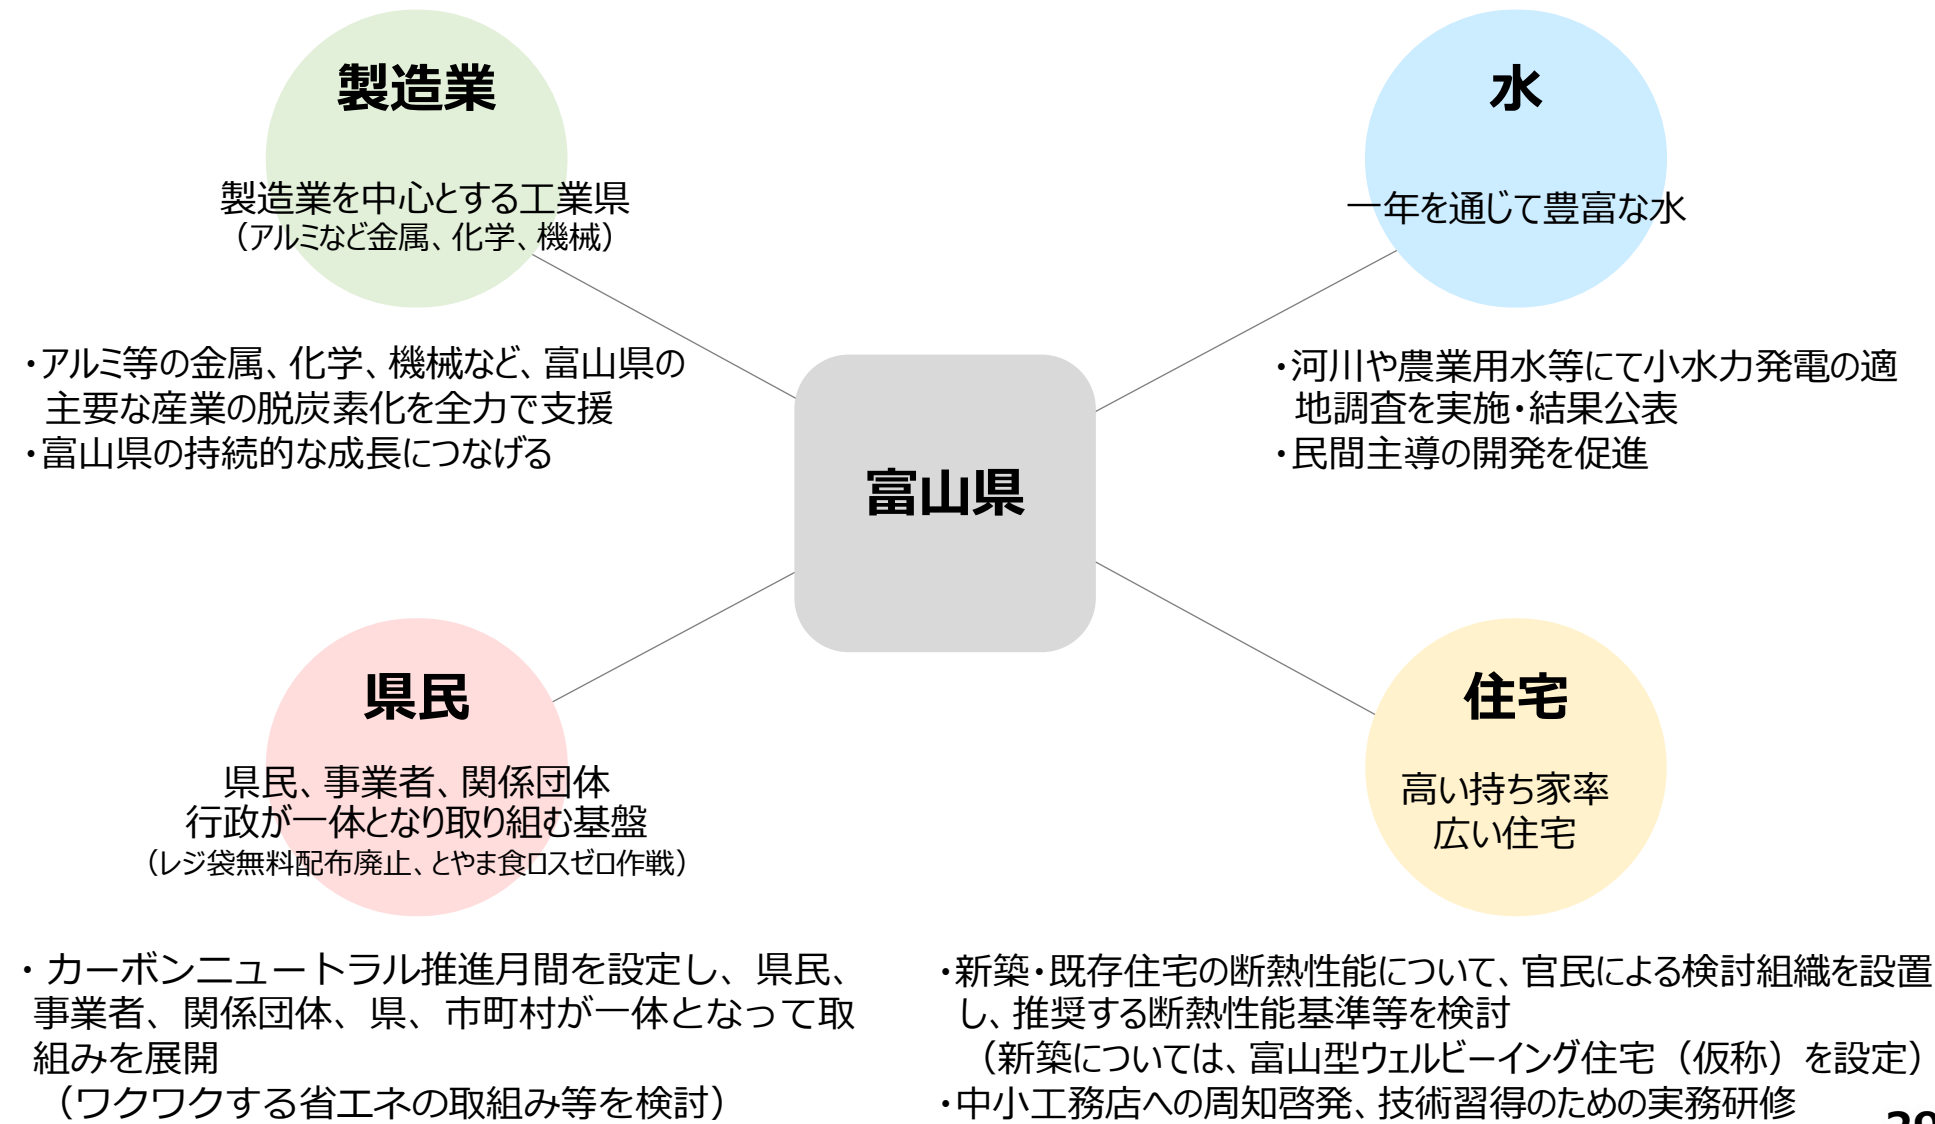 製造業
製造業を中心とする工業県
（アルミなど金属、化学、機械）
・アルミ等の金属、化学、機械など、富山県の
主要な産業の脱炭素化を全力で支援
・富山県の持続的な成長につなげる
水
一年を通じて豊富な水
・河川や農業用水等にて小水力発電の適
地調査を実施・結果公表
・民間主導の開発を促進
富山県
県民
県民、事業者、関係団体
行政が一体となり取り組む基盤
（レジ袋無料配布廃止、とやま食ロスゼロ作戦）
・カーボンニュートラル推進月間を設定し、県民、
事業者、関係団体、県、市町村が一体となって取
組みを展開
（ワクワクする省エネの取組み等を検討）
住宅
高い持ち家率
広い住宅
・新築・既存住宅の断熱性能について、官民による検討組織を設置
し、推奨する断熱性能基準等を検討
（新築については、富山型ウェルビーイング住宅（仮称）を設定）
・中小工務店への周知啓発、技術習得のための実務研修